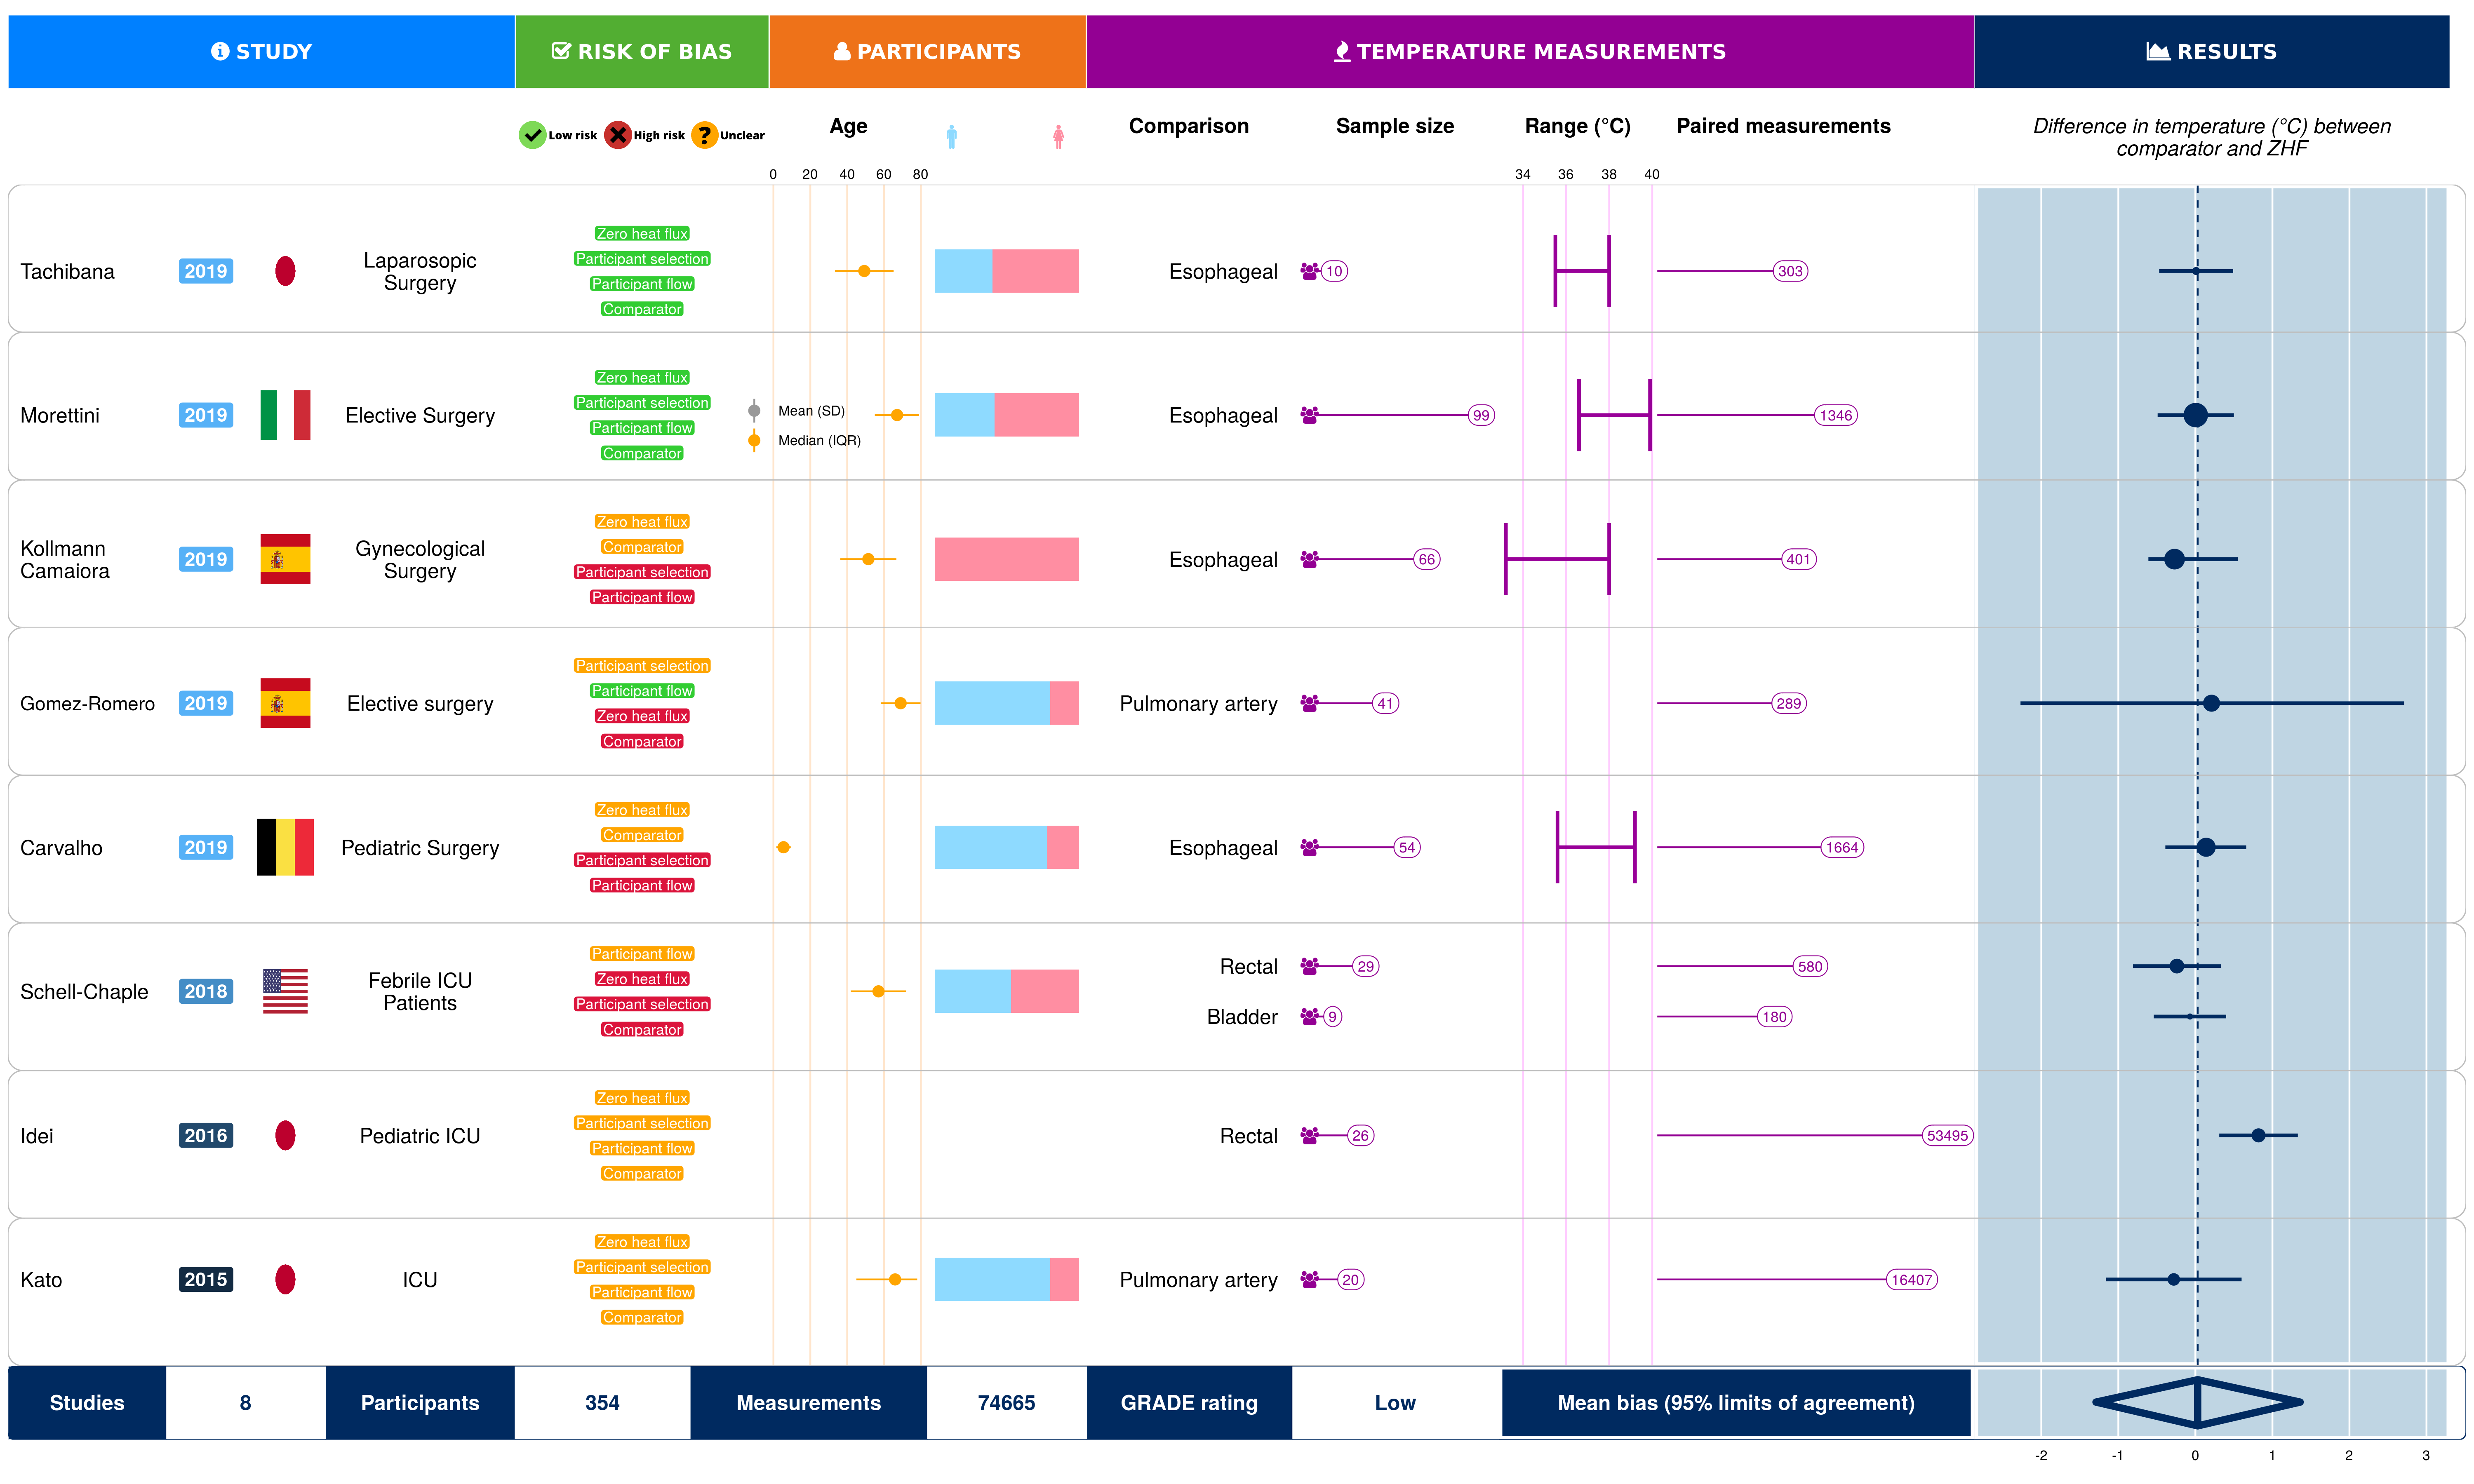 STUDY
RISK OF BIAS
PARTICIPANTS
TEMPERATURE MEASUREMENTS
RESULTS
Low risk
High risk
Unclear
Age
Comparison
Sample size
Range (°C)
Paired measurements
Difference in temperature (°C) between
comparator and ZHF
0 20 40 60 80
34 36 38 40
Tachibana
2019
Laparosopic
Surgery
Zero heat flux
Participant selection
Participant flow
Comparator
Esophageal
10
303
Morettini
2019
Elective Surgery
Zero heat flux
Participant selection
Participant flow
Comparator
Mean (SD)
Median (IQR)
Esophageal
99
1346
Kollmann
Camaiora
2019
Gynecological
Surgery
Zero heat flux
Comparator
Participant selection
Participant flow
Esophageal
66
401
Gomez-Romero
2019
Elective surgery
Participant selection
Participant flow
Zero heat flux
Comparator
Pulmonary artery
41
289
Carvalho
2019
Pediatric Surgery
Zero heat flux
Comparator
Participant selection
Participant flow
Esophageal
54
1664
Schell-Chaple
2018
Febrile ICU
Patients
Participant flow
Zero heat flux
Participant selection
Comparator
Rectal
29
580
Bladder
9
180
Idei
2016
Pediatric ICU
Zero heat flux
Participant selection
Participant flow
Comparator
Rectal
26
53495
Kato
2015
ICU
Zero heat flux
Participant selection
Participant flow
Comparator
Pulmonary artery
20
16407
Studies
8
Participants
354
Measurements
74665
GRADE rating
Low
Mean bias (95% limits of agreement)
-2 -1 0 1 2 3